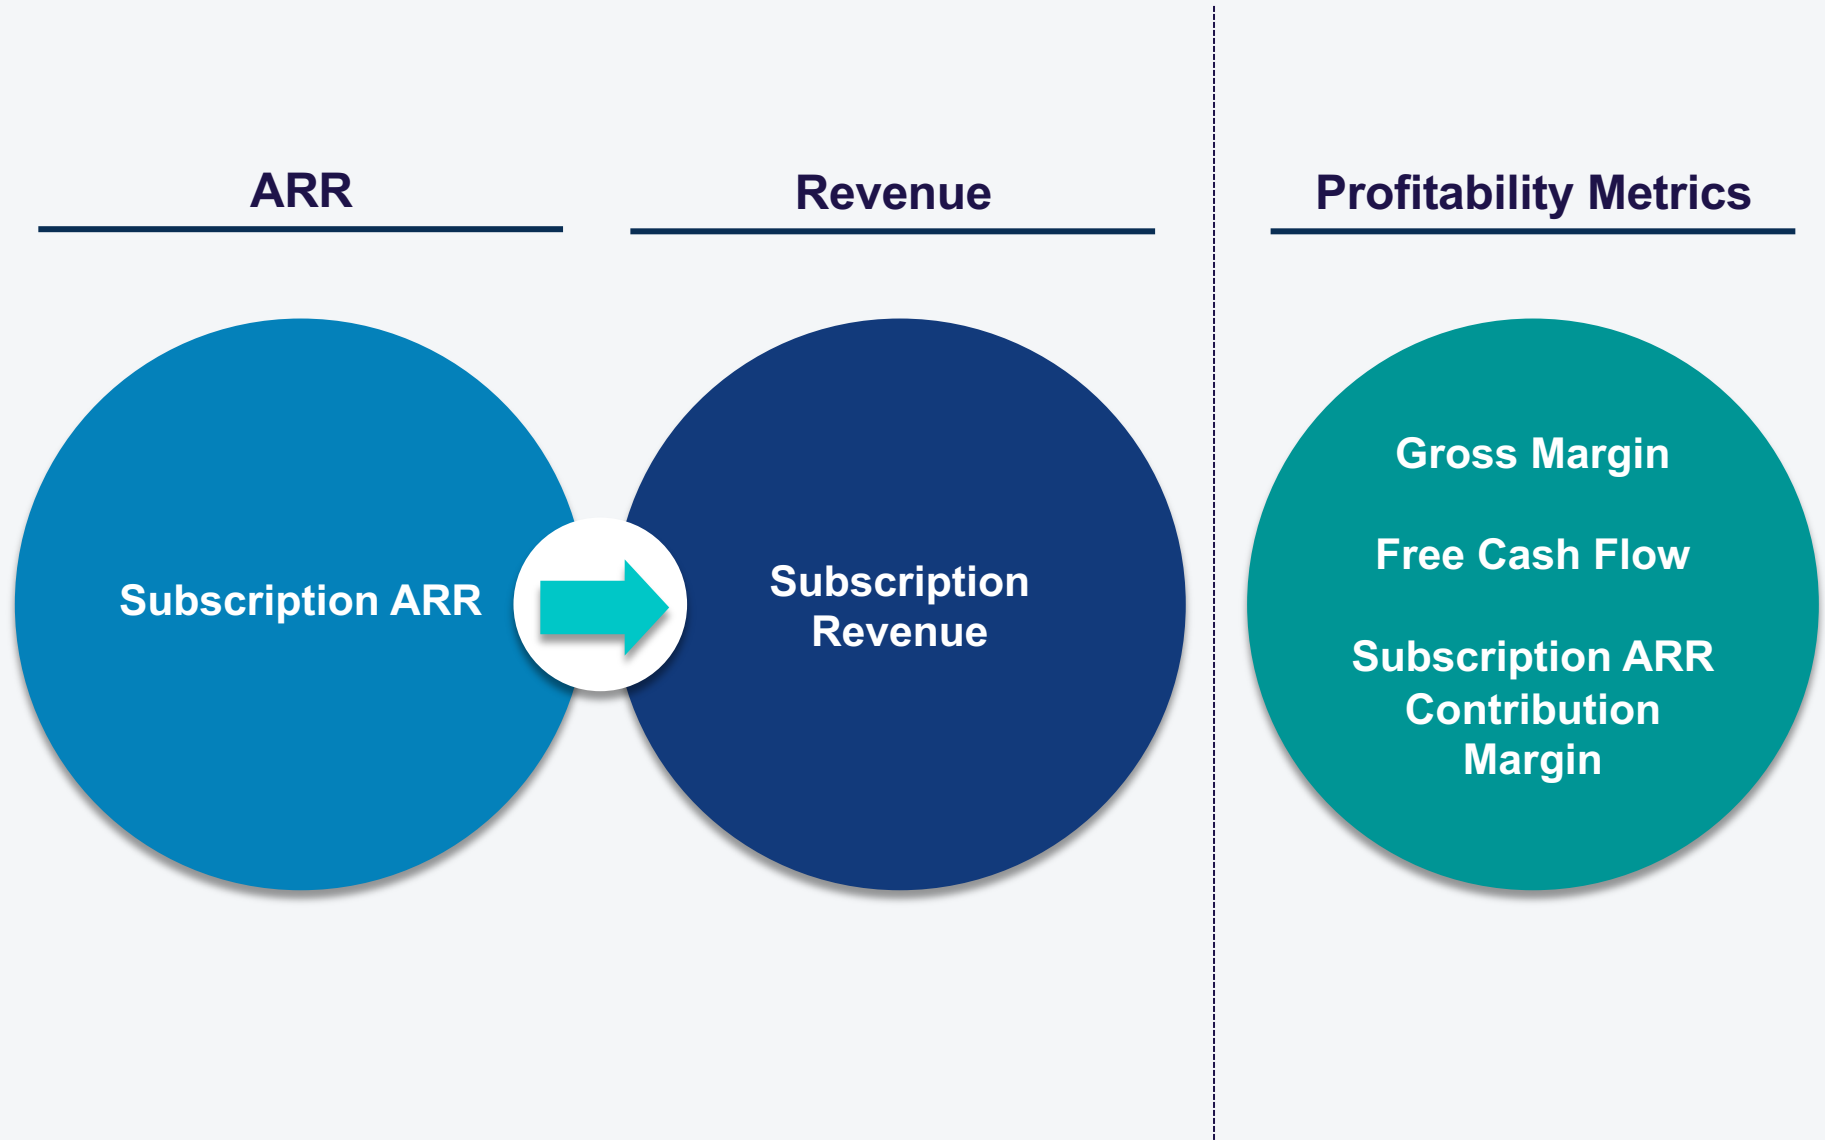 ARR
Subscription ARR
Revenue
Subscription
Revenue
Profitability Metrics
Gross Margin
Free Cash Flow
Subscription ARR
Contribution
Margin